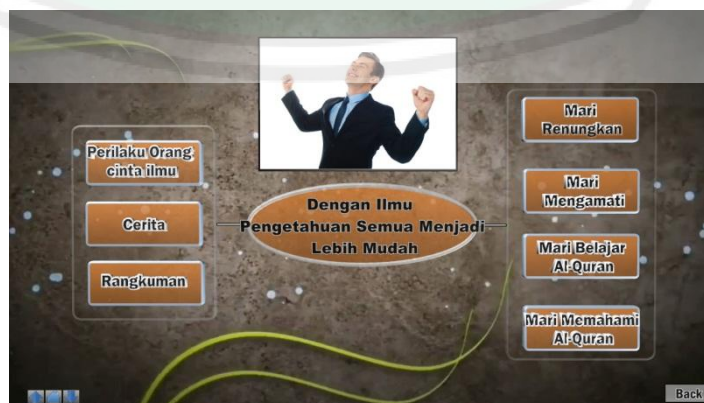 Perilaku Orang
cinta ilmu
Cerita
Rangkuman
Dengan Ilmu
Pengetahuan Semua Menjadi
Lebih Mudah
Mari
Renungkan
Mari
Mengamati
Mari Belajar
Al-Quran
Mari Memahami
Al-Quran
Back